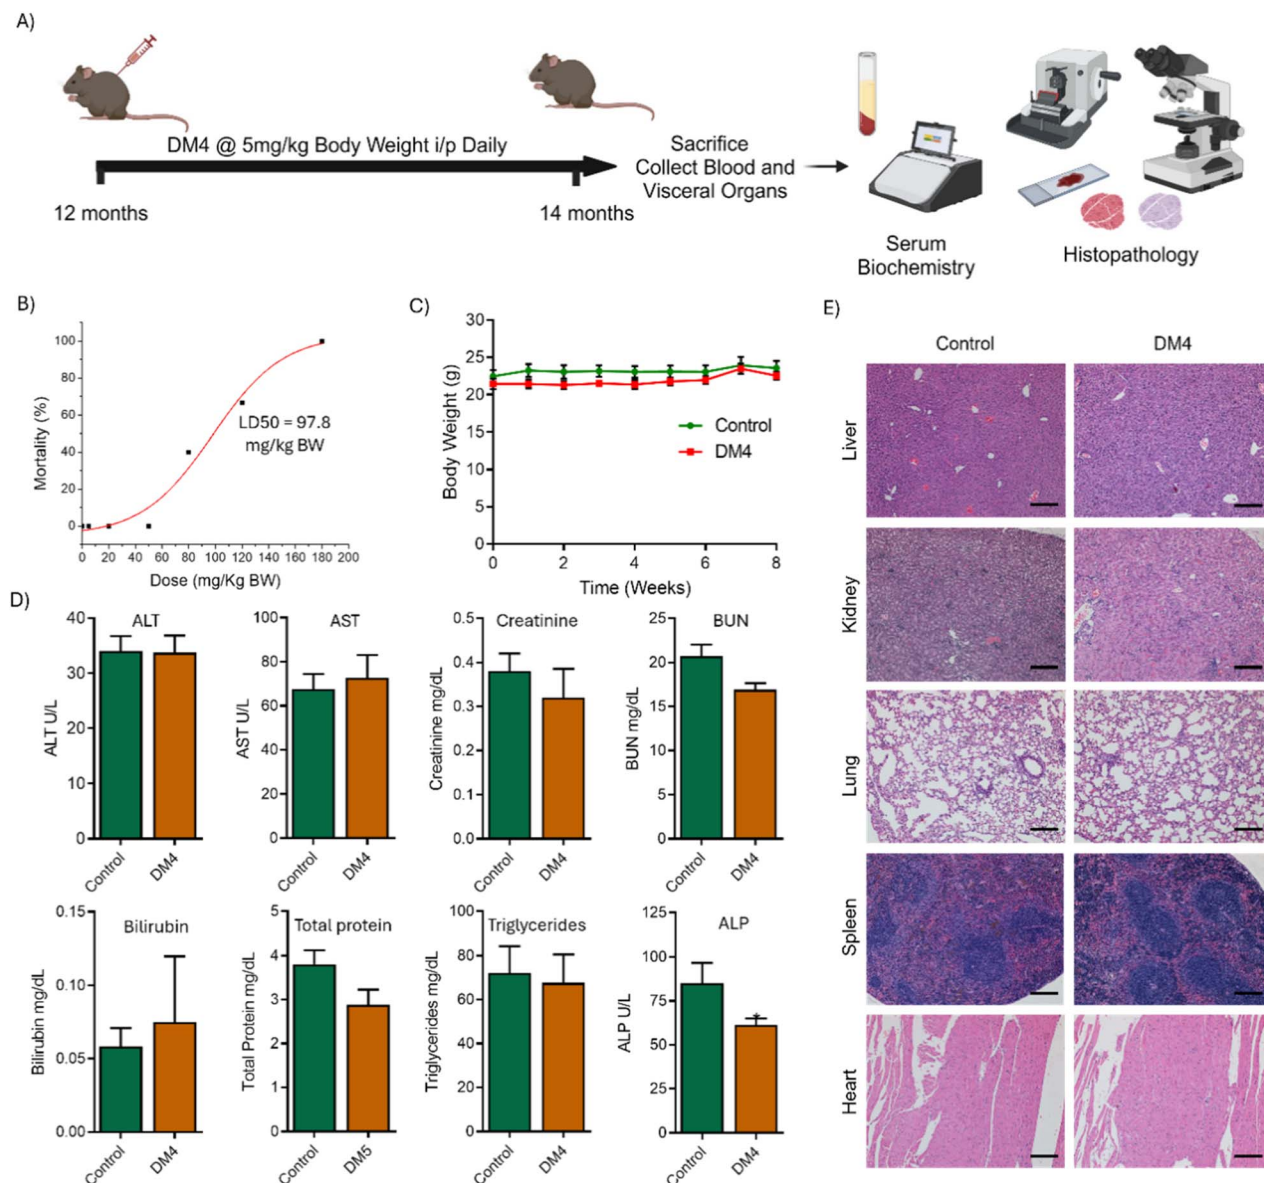 A)
DM4 @ 5mg/kg Body Weight i/p Daily
12 months
14 months
Sacrifice
Collect Blood and
Visceral Organs
Serum
Biochemistry
Histopathology
B)
Mortality (%)
100
80
60
40
20
0
LD50 = 97.8
mg/kg BW
0 20 40 60 80 100 120 140 160 180 200
Dose (mg/Kg BW)
C)
Body Weight (g)
30
25
20
15
10
5
0
Control
DM4
0 2 4 6 8
Time (Weeks)
D)
ALT
ALT U/L
40
30
20
10
0
Control
DM4
AST
AST U/L
100
80
60
40
20
0
Control
DM4
Creatinine
Creatinine mg/dL
0.5
0.4
0.3
0.2
0.1
0.0
Control
DM4
BUN
BUN mg/dL
25
20
15
10
5
0
Control
DM4
Bilirubin
Bilirubin mg/dL
0.15
0.10
0.05
0.00
Control
DM4
Total protein
Total Protein mg/dL
5
4
3
2
1
0
Control
DM5
Triglycerides
Triglycerides mg/dL
100
80
60
40
20
0
Control
DM4
ALP
ALP U/L
125
100
75
50
25
0
*
Control
DM4
E)
Control
DM4
Liver
Kidney
Lung
Spleen
Heart